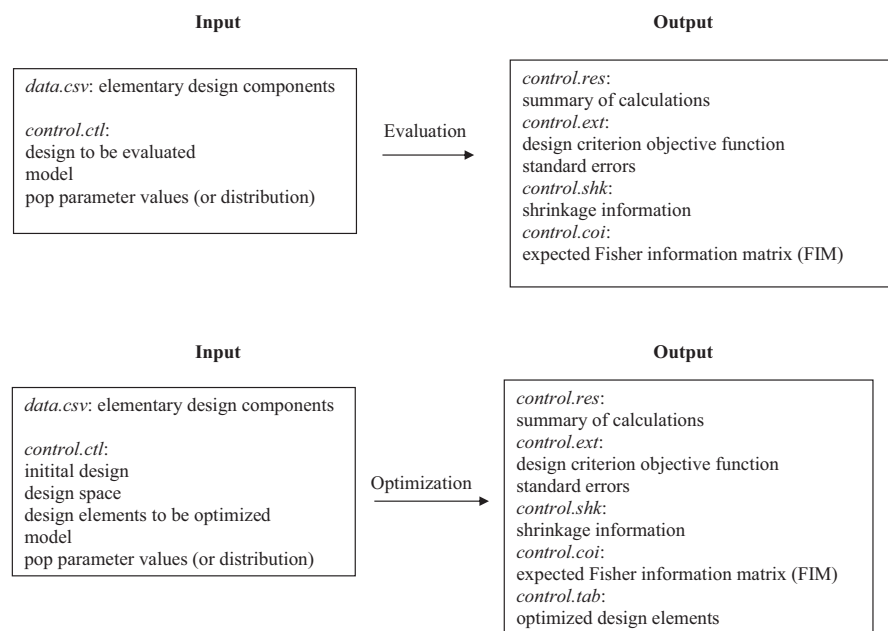 Input
data.csv: elementary design components
control.ctl:
design to be evaluated
model
pop parameter values (or distribution)
Evaluation
Output
control.res:
summary of calculations
control.ext:
design criterion objective function
standard errors
control.shk:
shrinkage information
control.coi:
expected Fisher information matrix (FIM)
Input
data.csv: elementary design components
control.ctl:
initital design
design space
design elements to be optimized
model
pop parameter values (or distribution)
Optimization
Output
control.res:
summary of calculations
control.ext:
design criterion objective function
standard errors
control.shk:
shrinkage information
control.coi:
expected Fisher information matrix (FIM)
control.tab:
optimized design elements